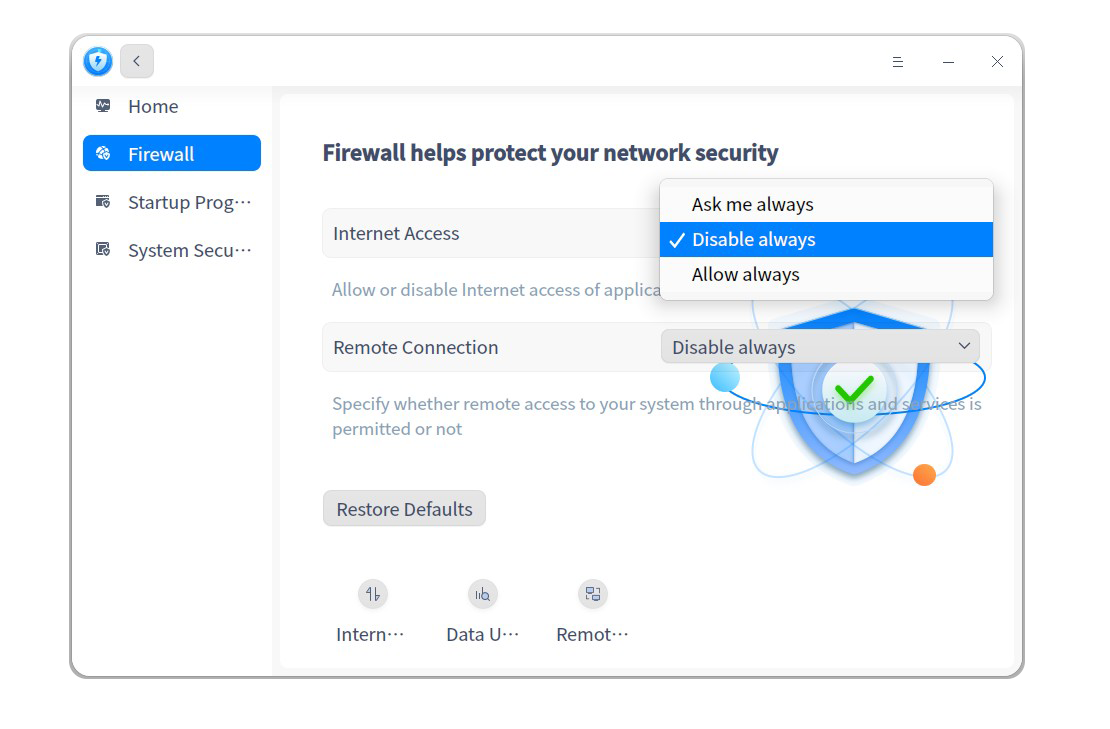 Home
Firewall
Startup Prog···
System Secu···
Firewall helps protect your network security
Internet Access
Ask me always
Disable always
Allow always
Allow or disable Internet access of applica
Remote Connection
Disable always
Specify whether remote access to your system through applications and services is
permitted or not
Restore Defaults
Intern···
Data U···
Remot···